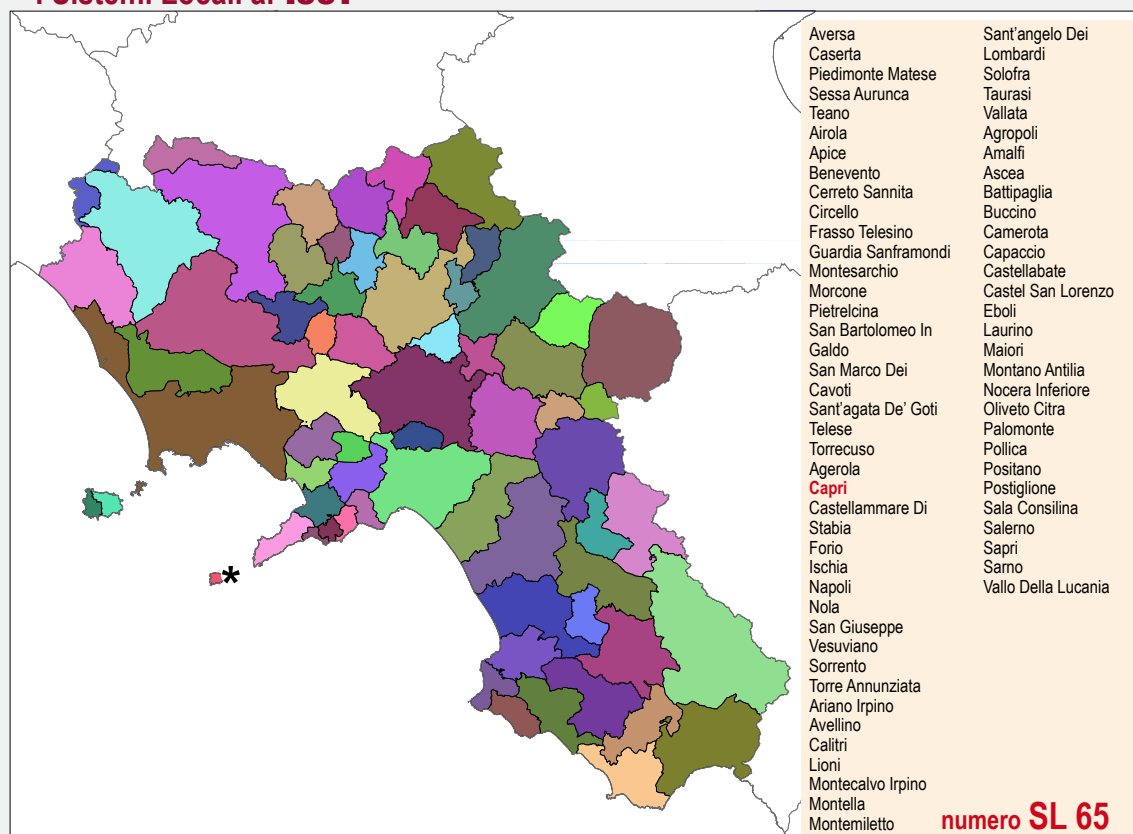 numero SL 65
Aversa
Caserta
Piedimonte Matese
Sessa Aurunca
Teano
Airola
Apice
Benevento
Cerreto Sannita
Circello
Frasso Telesino
Guardia Sanframondi
Montesarchio
Morcone
Pietrelcina
San Bartolomeo In
Galdo
San Marco Dei
Cavoti
Sant'agata De' Goti
Telese
Torrecuso
Agerola
Capri
Castellammare Di
Stabia
Forio
Ischia
Napoli
Nola
San Giuseppe
Vesuviano
Sorrento
Torre Annunziata
Ariano Irpino
Avellino
Calitri
Lioni
Montecalvo Irpino
Montella
Montemiletto
Sant'angelo Dei
Lombardi
Solofra
Taurasi
Vallata
Agropoli
Amalfi
Ascea
Battipaglia
Buccino
Camerota
Capaccio
Castellabate
Castel San Lorenzo
Eboli
Laurino
Maiori
Montano Antilia
Nocera Inferiore
Oliveto Citra
Palomonte
Pollica
Positano
Postiglione
Sala Consilina
Salerno
Sapri
Sarno
Vallo Della Lucania
*